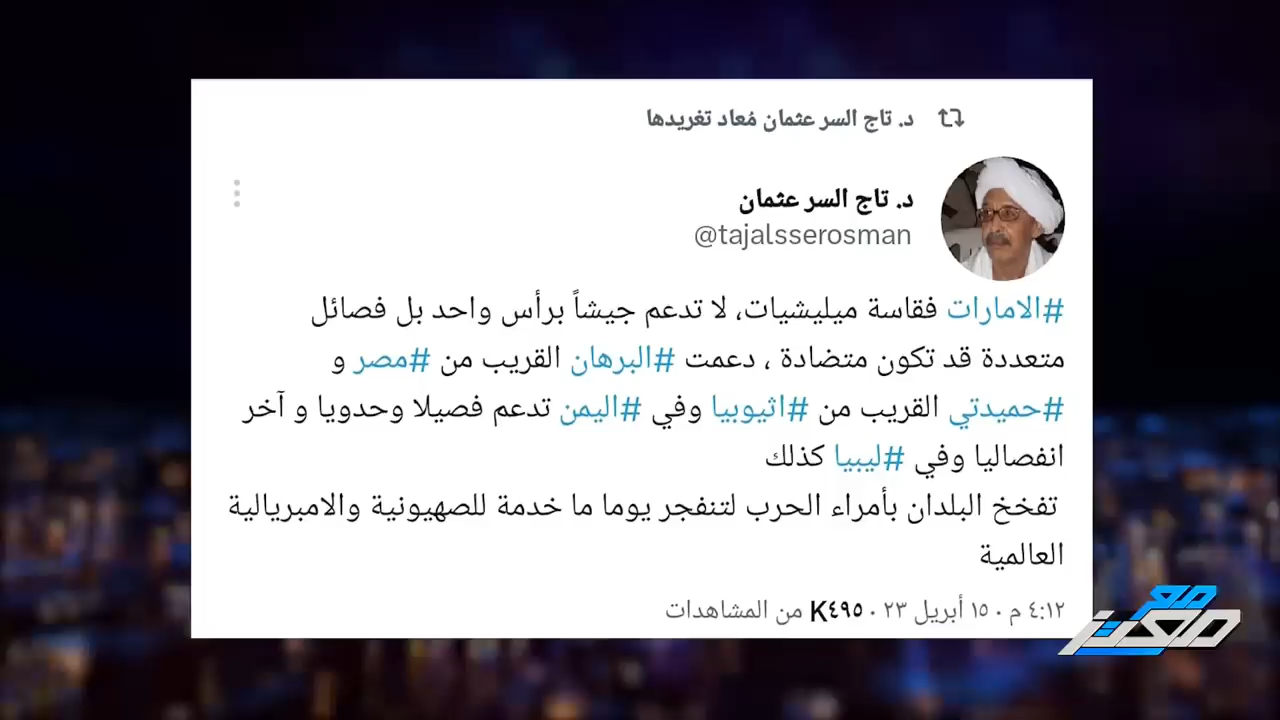 د. تاج السر عثمان مُعاد تغريدها
د. تاج السر عثمان
@tajalsserosman
#الامارات فقاسة ميليشيات، لا تدعم جيشاً برأس واحد بل فصائل
متعددة قد تكون متضادة ، دعمت #البرهان القريب من #مصر و
#حميدتي القريب من #اثيوبيا وفي #اليمن تدعم فصيلا وحدويا و آخر
انفصاليا وفي #ليبيا كذلك
تفخخ البلدان بأمراء الحرب لتنفجر يوما ما خدمة للصهيونية والامبريالية
العالمية
٤:١٢ م · ١٥ أبريل ٢٣ · K٤٩٥ من المشاهدات
مع معتز